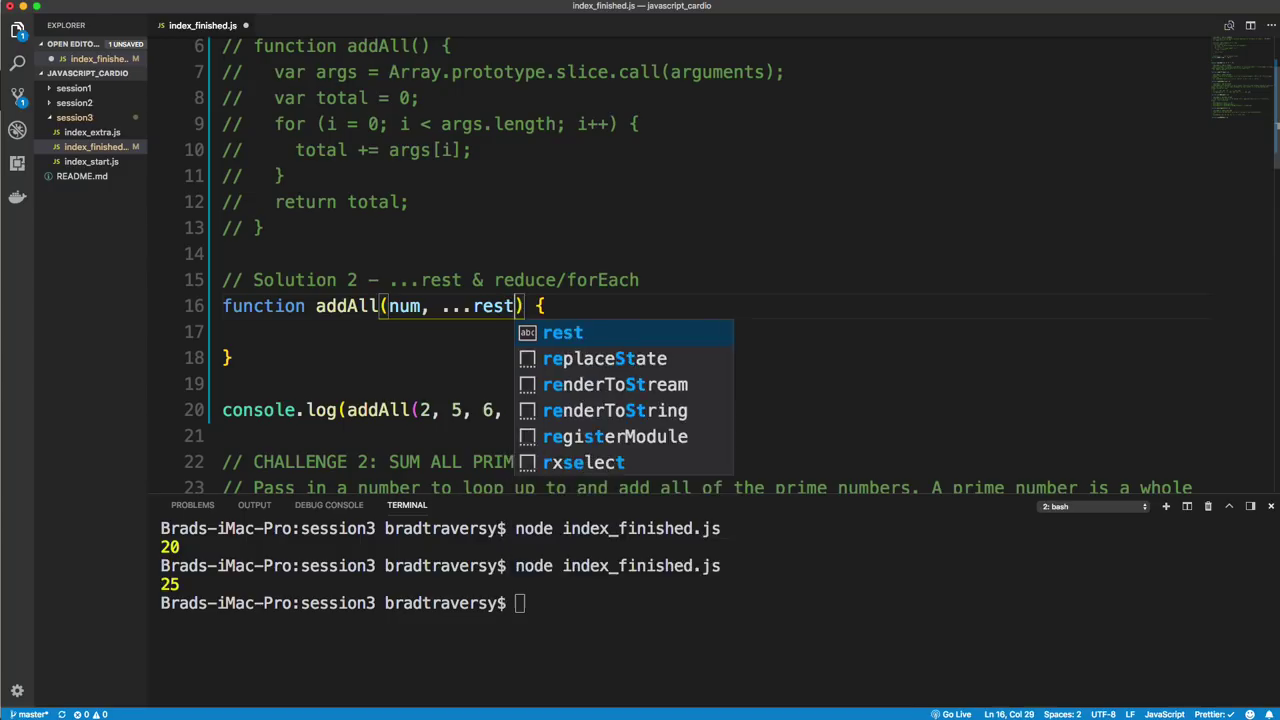 index_finished.js — javascript_cardio
EXPLORER
index_finished.js
OPEN EDITO... 1 UNSAVED
index_finishe...
JAVASCRIPT_CARDIO
session1
session2
session3
index_extra.js
index_finished...
index_start.js
README.md
6 // function addAll() {
7 //   var args = Array.prototype.slice.call(arguments);
8 //   var total = 0;
9 //   for (i = 0; i < args.length; i++) {
10 //     total += args[i];
11 //   }
12 //   return total;
13 // }
14
15 // Solution 2 - ...rest & reduce/forEach
16 function addAll(num, ...rest) {
17
18 }
19
20 console.log(addAll(2, 5, 6,
21
22 // CHALLENGE 2: SUM ALL PRIM
23 // Pass in a number to loop up to and add all of the prime numbers. A prime number is a whole
abc rest
replaceState
renderToStream
renderToString
registerModule
rxselect
PROBLEMS OUTPUT DEBUG CONSOLE TERMINAL 2: bash
Brads-iMac-Pro:session3 bradtraversy$ node index_finished.js
20
Brads-iMac-Pro:session3 bradtraversy$ node index_finished.js
25
Brads-iMac-Pro:session3 bradtraversy$
master* 0 0 Go Live Ln 16, Col 29 Spaces: 2 UTF-8 LF JavaScript Prettier: ✓